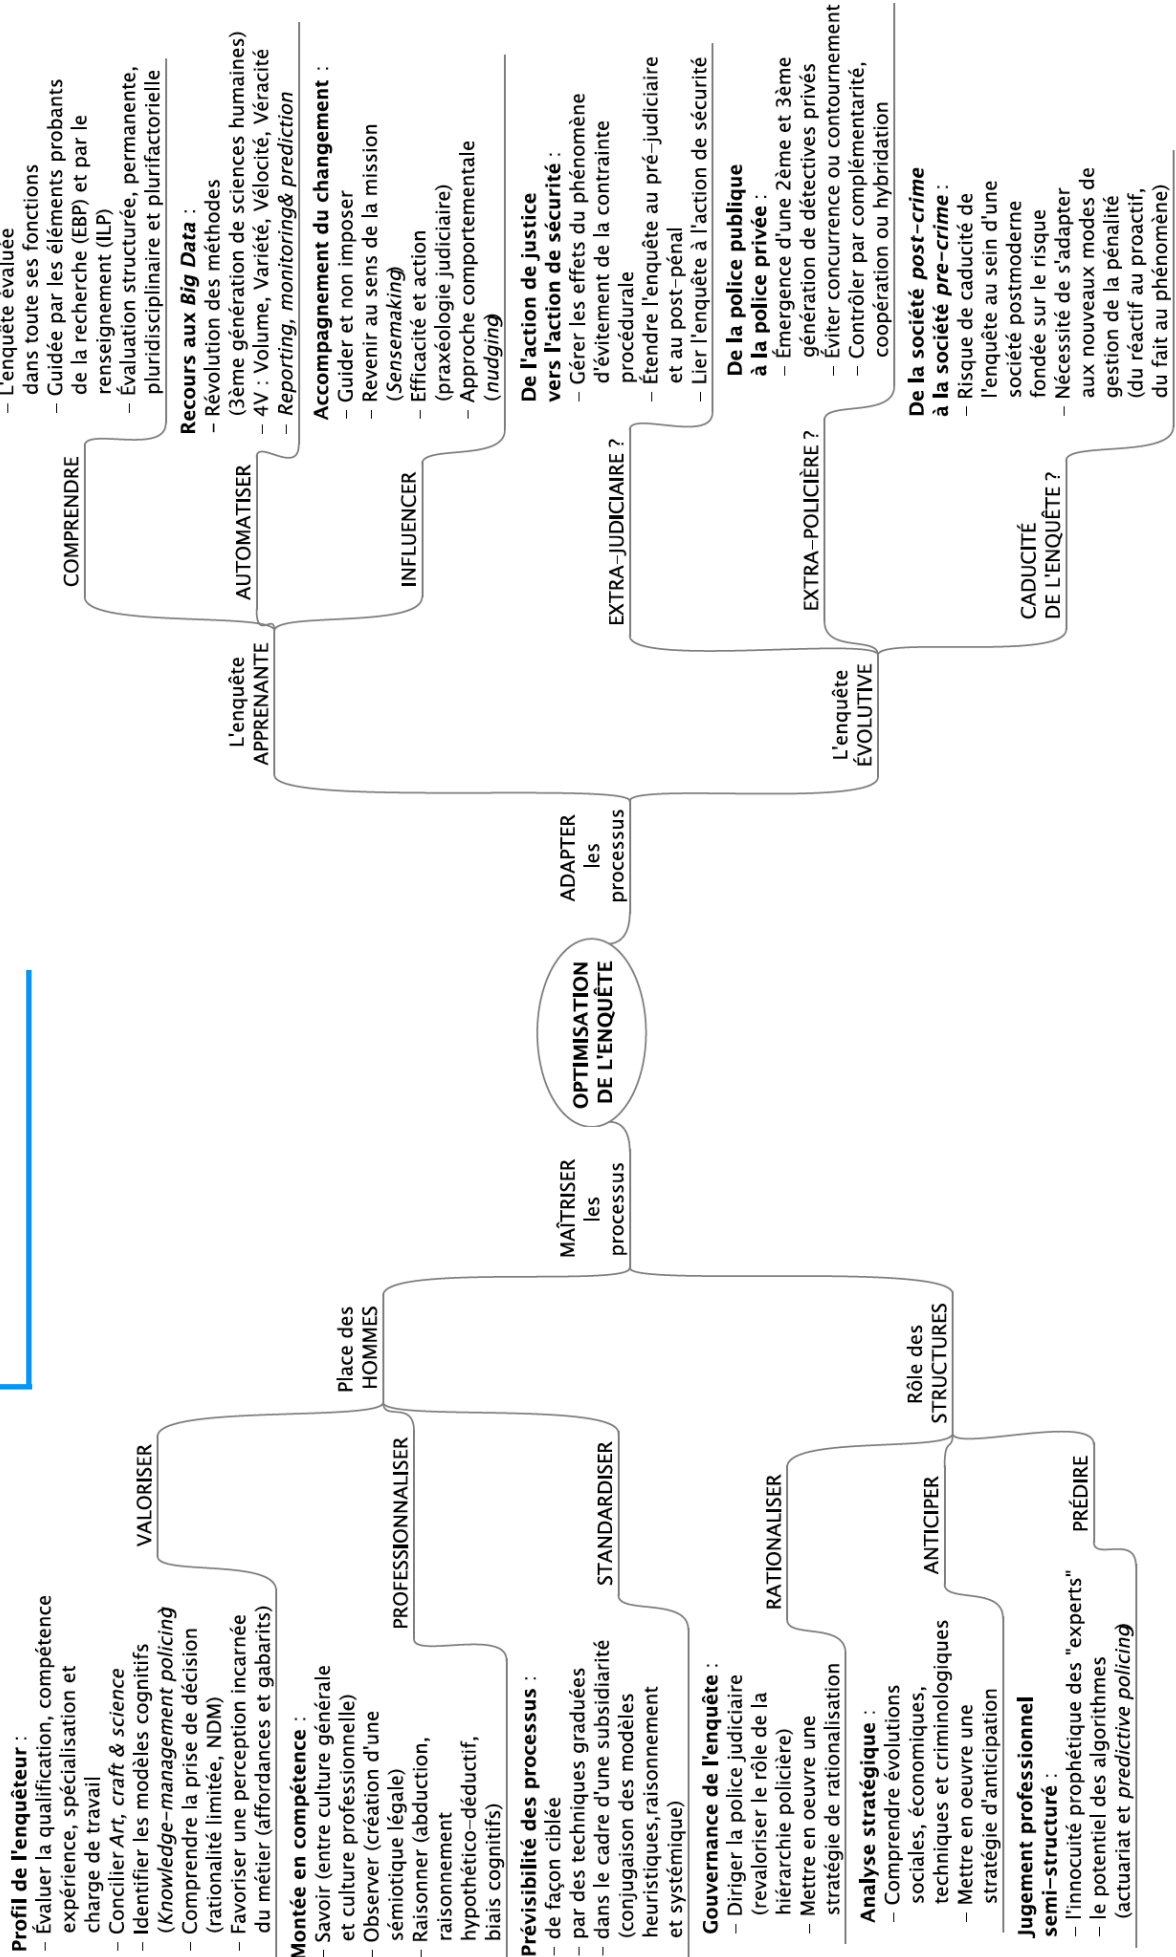 Profil de l'enquêteur :
– Évaluer la qualification, compétence
expérience, spécialisation et
charge de travail
– Concilier Art, craft & science
– Identifier les modèles cognitifs
(Knowledge-management policing)
– Comprendre la prise de décision
(rationalité limitée, NDM)
– Favoriser une perception incarnée
du métier (affordances et gabarits)
VALORISER
Montée en compétence :
– Savoir (entre culture générale
et culture professionnelle)
– Observer (création d'une
sémiotique légale)
– Raisonner (abduction,
raisonnement
hypothético-déductif,
biais cognitifs)
PROFESSIONNALISER
Prévisibilité des processus :
– de façon ciblée
– par des techniques graduées
– dans le cadre d'une subsidiarité
(conjugaison des modèles
heuristiques,raisonnement
et systémique)
STANDARDISER
Place des
HOMMES
Gouvernance de l'enquête :
– Diriger la police judiciaire
(revaloriser le rôle de la
hiérarchie policière)
– Mettre en oeuvre une
stratégie de rationalisation
RATIONALISER
Analyse stratégique :
– Comprendre évolutions
sociales, économiques,
techniques et criminologiques
– Mettre en oeuvre une
stratégie d'anticipation
ANTICIPER
Jugement professionnel
semi-structuré :
– l'innocuité prophétique des "experts"
– le potentiel des algorithmes
(actuariat et predictive policing)
PRÉDIRE
Rôle des
STRUCTURES
MAÎTRISER
les
processus
OPTIMISATION
DE L'ENQUÊTE
ADAPTER
les
processus
L'enquête
APPRENANTE
COMPRENDRE
– L'enquête évaluée
dans toute ses fonctions
– Guidée par les éléments probants
de la recherche (EBP) et par le
renseignement (ILP)
– Évaluation structurée, permanente,
pluridisciplinaire et plurifactorielle
AUTOMATISER
Recours aux Big Data :
– Révolution des méthodes
(3ème génération de sciences humaines)
– 4V : Volume, Variété, Vélocité, Véracité
– Reporting, monitoring& prediction
INFLUENCER
Accompagnement du changement :
– Guider et non imposer
– Revenir au sens de la mission
(Sensemaking)
– Efficacité et action
(praxéologie judiciaire)
– Approche comportementale
(nudging)
L'enquête
ÉVOLUTIVE
EXTRA-JUDICIAIRE ?
De l'action de justice
vers l'action de sécurité :
– Gérer les effets du phénomène
d'évitement de la contrainte
procédurale
– Étendre l'enquête au pré-judiciaire
et au post-pénal
– Lier l'enquête à l'action de sécurité
EXTRA-POLICIÈRE ?
De la police publique
à la police privée :
– Émergence d'une 2ème et 3ème
génération de détectives privés
– Éviter concurrence ou contournement
– Contrôler par complémentarité,
coopération ou hybridation
CADUCITÉ
DE L'ENQUÊTE ?
De la société post-crime
à la société pre-crime :
– Risque de caducité de
l'enquête au sein d'une
société postmoderne
fondée sur le risque
– Nécessité de s'adapter
aux nouveaux modes de
gestion de la pénalité
(du réactif au proactif,
du fait au phénomène)